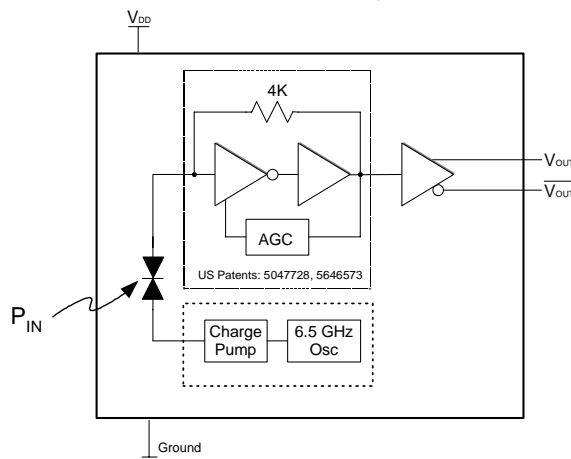 VDD
4K
AGC
US Patents: 5047728, 5646573
VOUT
VOUT
PIN
Charge
Pump
6.5 GHz
Osc
Ground